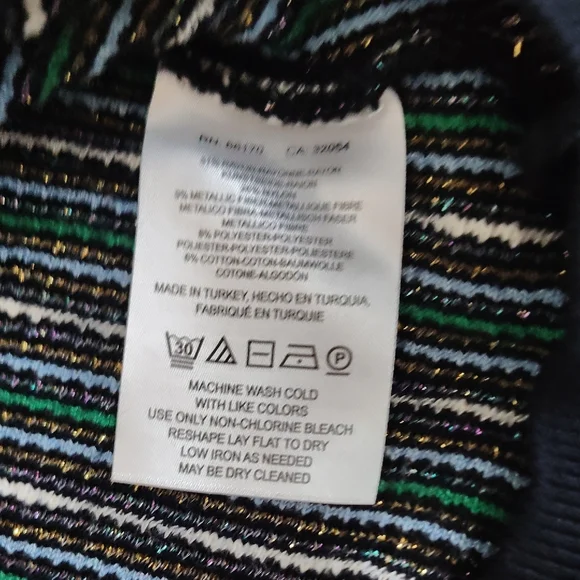 RN 66170 CA 32054
9% METALLIC FIBRE-METALLIQUE FIBRE
METALICO FIBRA-METALLISCH FASER
METALLICO FIBRE
8% POLYESTER-POLYESTER
POLIESTER-POLYESTER-POLIESTERE
6% COTTON-COTON-BAUMWOLLE
COTONE-ALGODON
MADE IN TURKEY, HECHO EN TURQUIA,
FABRIQUÉ EN TURQUIE
30 P
MACHINE WASH COLD
WITH LIKE COLORS
USE ONLY NON-CHLORINE BLEACH
RESHAPE LAY FLAT TO DRY
LOW IRON AS NEEDED
MAY BE DRY CLEANED